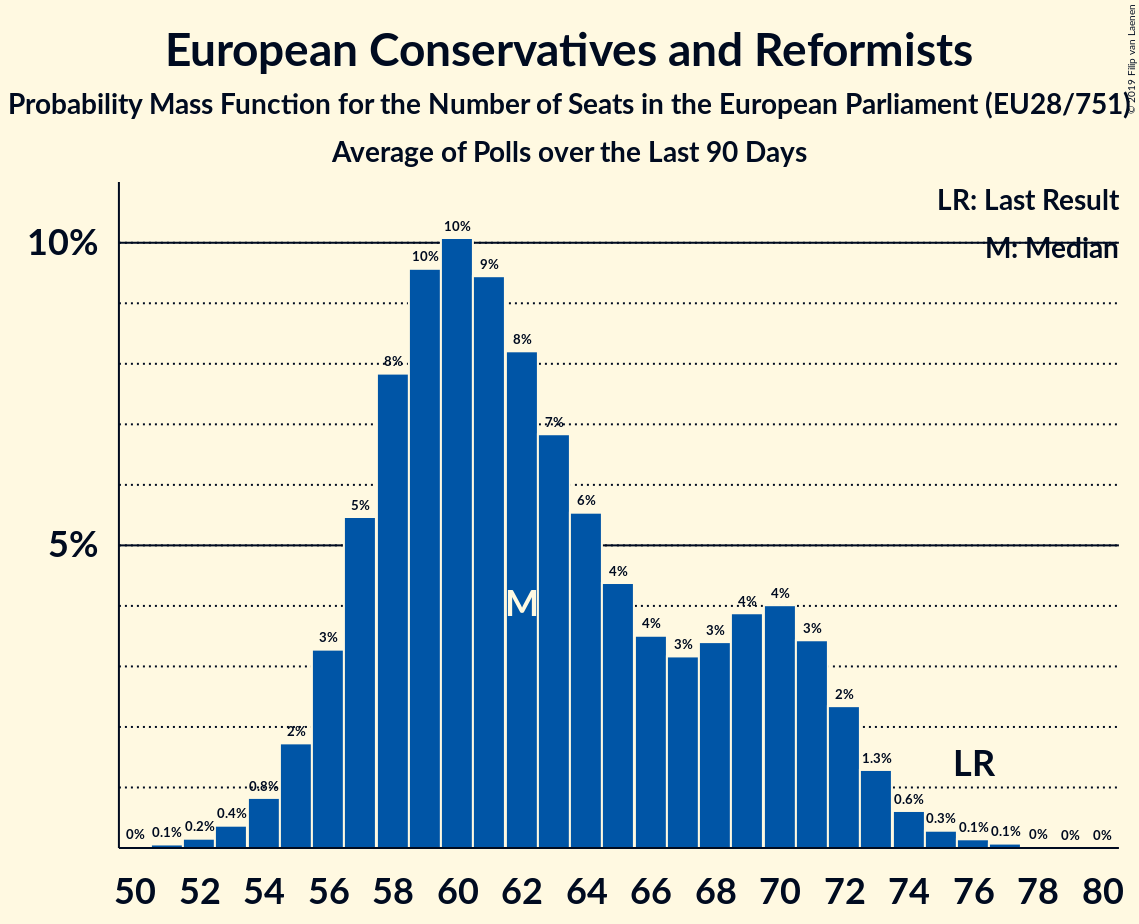 European Conservatives and Reformists
Probability Mass Function for the Number of Seats in the European Parliament (EU28/751)
Average of Polls over the Last 90 Days
© 2019 Filip van Laenen
LR: Last Result
M: Median
10%
5%
0% 0.1% 0.2% 0.4% 0.8% 2% 3% 5% 8% 10% 10% 9% 8% 7% 6% 4% 4% 3% 3% 4% 4% 3% 2% 1.3% 0.6% 0.3% 0.1% 0.1% 0% 0% 0%
M
LR
50 52 54 56 58 60 62 64 66 68 70 72 74 76 78 80